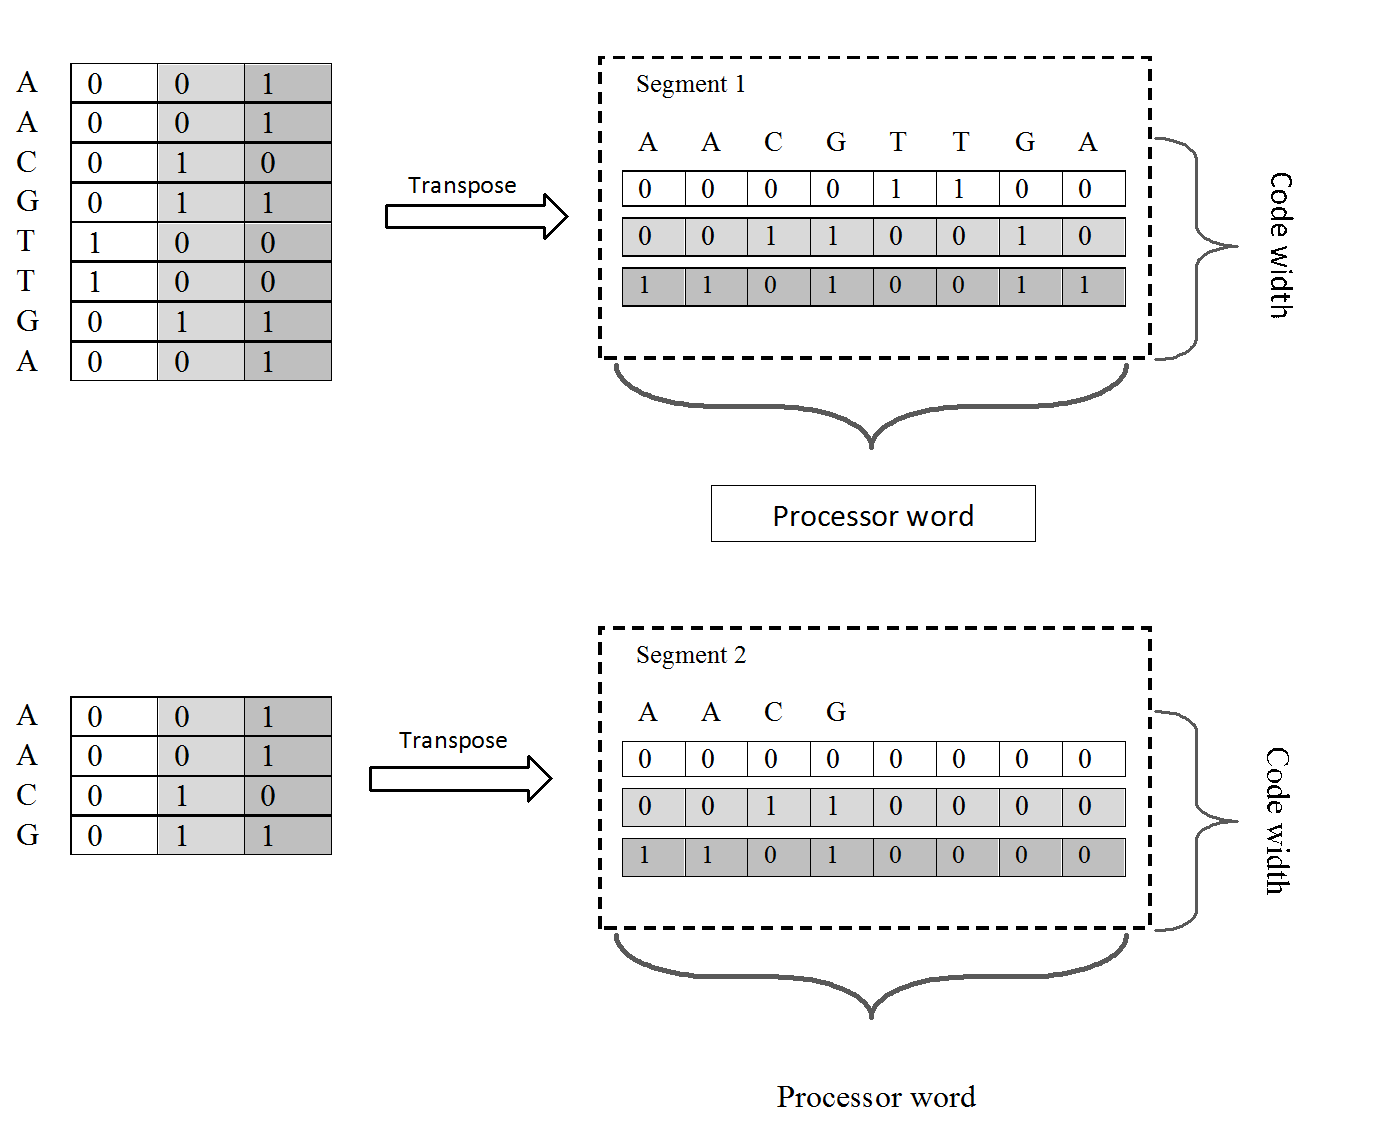 A 0 0 1
A 0 0 1
C 0 1 0
G 0 1 1
T 1 0 0
T 1 0 0
G 0 1 1
A 0 0 1
Transpose
Segment 1
A A C G T T G A
0 0 0 0 1 1 0 0
0 0 1 1 0 0 1 0
1 1 0 1 0 0 1 1
Code width
Processor word
A 0 0 1
A 0 0 1
C 0 1 0
G 0 1 1
Transpose
Segment 2
A A C G
0 0 0 0 0 0 0 0
0 0 1 1 0 0 0 0
1 1 0 1 0 0 0 0
Code width
Processor word